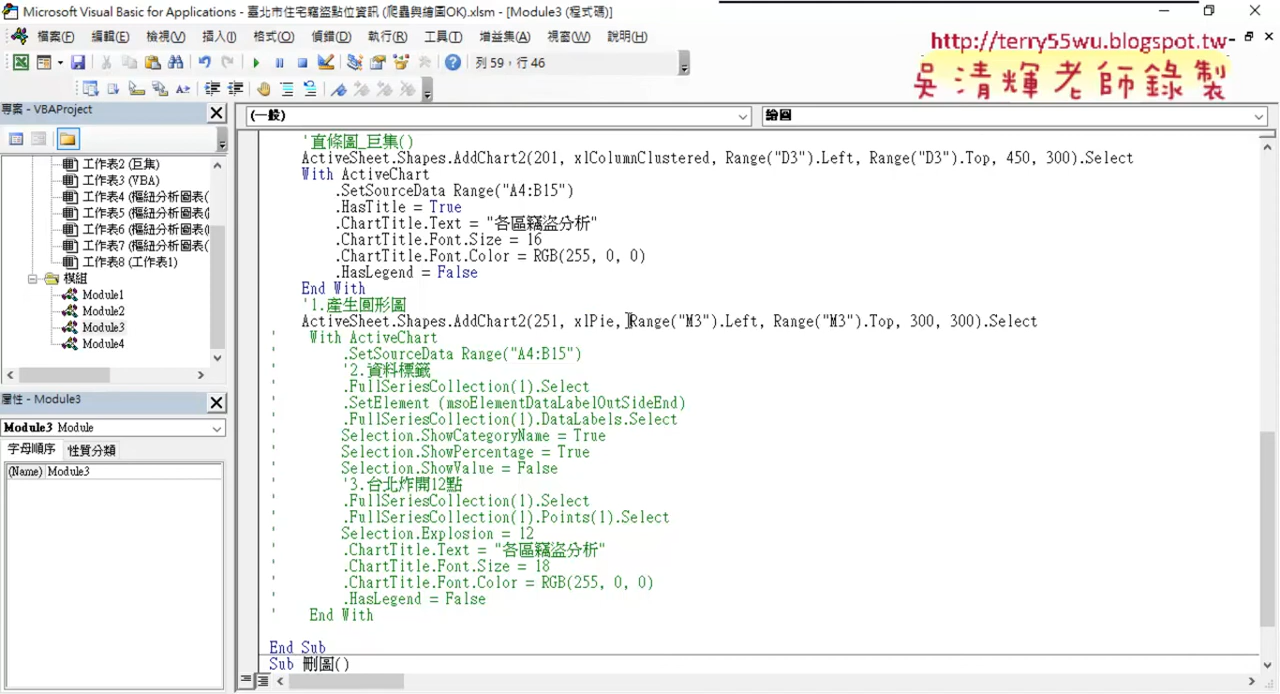 Microsoft Visual Basic for Applications - 臺北市住宅竊盜點位資訊 (爬蟲與繪圖OK).xlsm - [Module3 (程式碼)]
檔案(F) 編輯(E) 檢視(V) 插入(I) 格式(O) 偵錯(D) 執行(R) 工具(T) 增益集(A) 視窗(W) 說明(H)
http://terry55wu.blogspot.tw
吳清輝老師錄製
列 59，行 46
專案 - VBAProject
工作表2 (巨集)
工作表3 (VBA)
工作表4 (樞紐分析圖表(
工作表5 (樞紐分析圖表(
工作表6 (樞紐分析圖表(
工作表7 (樞紐分析圖表(
工作表8 (工作表1)
模組
Module1
Module2
Module3
Module4
屬性 - Module3
Module3 Module
字母順序 性質分類
(Name) Module3
(一般) 繪圖
'直條圖_巨集()
ActiveSheet.Shapes.AddChart2(201, xlColumnClustered, Range("D3").Left, Range("D3").Top, 450, 300).Select
With ActiveChart
.SetSourceData Range("A4:B15")
.HasTitle = True
.ChartTitle.Text = "各區竊盜分析"
.ChartTitle.Font.Size = 16
.ChartTitle.Font.Color = RGB(255, 0, 0)
.HasLegend = False
End With
'1.產生圓形圖
ActiveSheet.Shapes.AddChart2(251, xlPie, Range("M3").Left, Range("M3").Top, 300, 300).Select
' With ActiveChart
' .SetSourceData Range("A4:B15")
' '2.資料標籤
' .FullSeriesCollection(1).Select
' .SetElement (msoElementDataLabelOutSideEnd)
' .FullSeriesCollection(1).DataLabels.Select
' Selection.ShowCategoryName = True
' Selection.ShowPercentage = True
' Selection.ShowValue = False
' '3.台北炸開12點
' .FullSeriesCollection(1).Select
' .FullSeriesCollection(1).Points(1).Select
' Selection.Explosion = 12
' .ChartTitle.Text = "各區竊盜分析"
' .ChartTitle.Font.Size = 18
' .ChartTitle.Font.Color = RGB(255, 0, 0)
' .HasLegend = False
' End With
End Sub
Sub 刪圖()